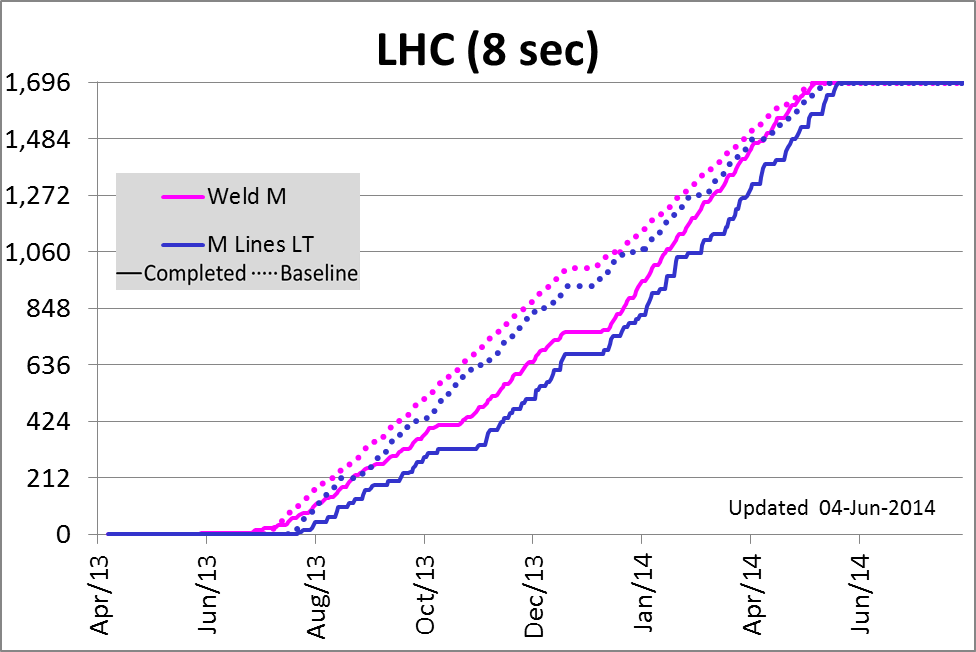 LHC (8 sec)
1,696
1,484
1,272
1,060
848
636
424
212
0
Weld M
M Lines LT
Completed Baseline
Updated 04-Jun-2014
Apr/13
Jun/13
Aug/13
Oct/13
Dec/13
Jan/14
Apr/14
Jun/14